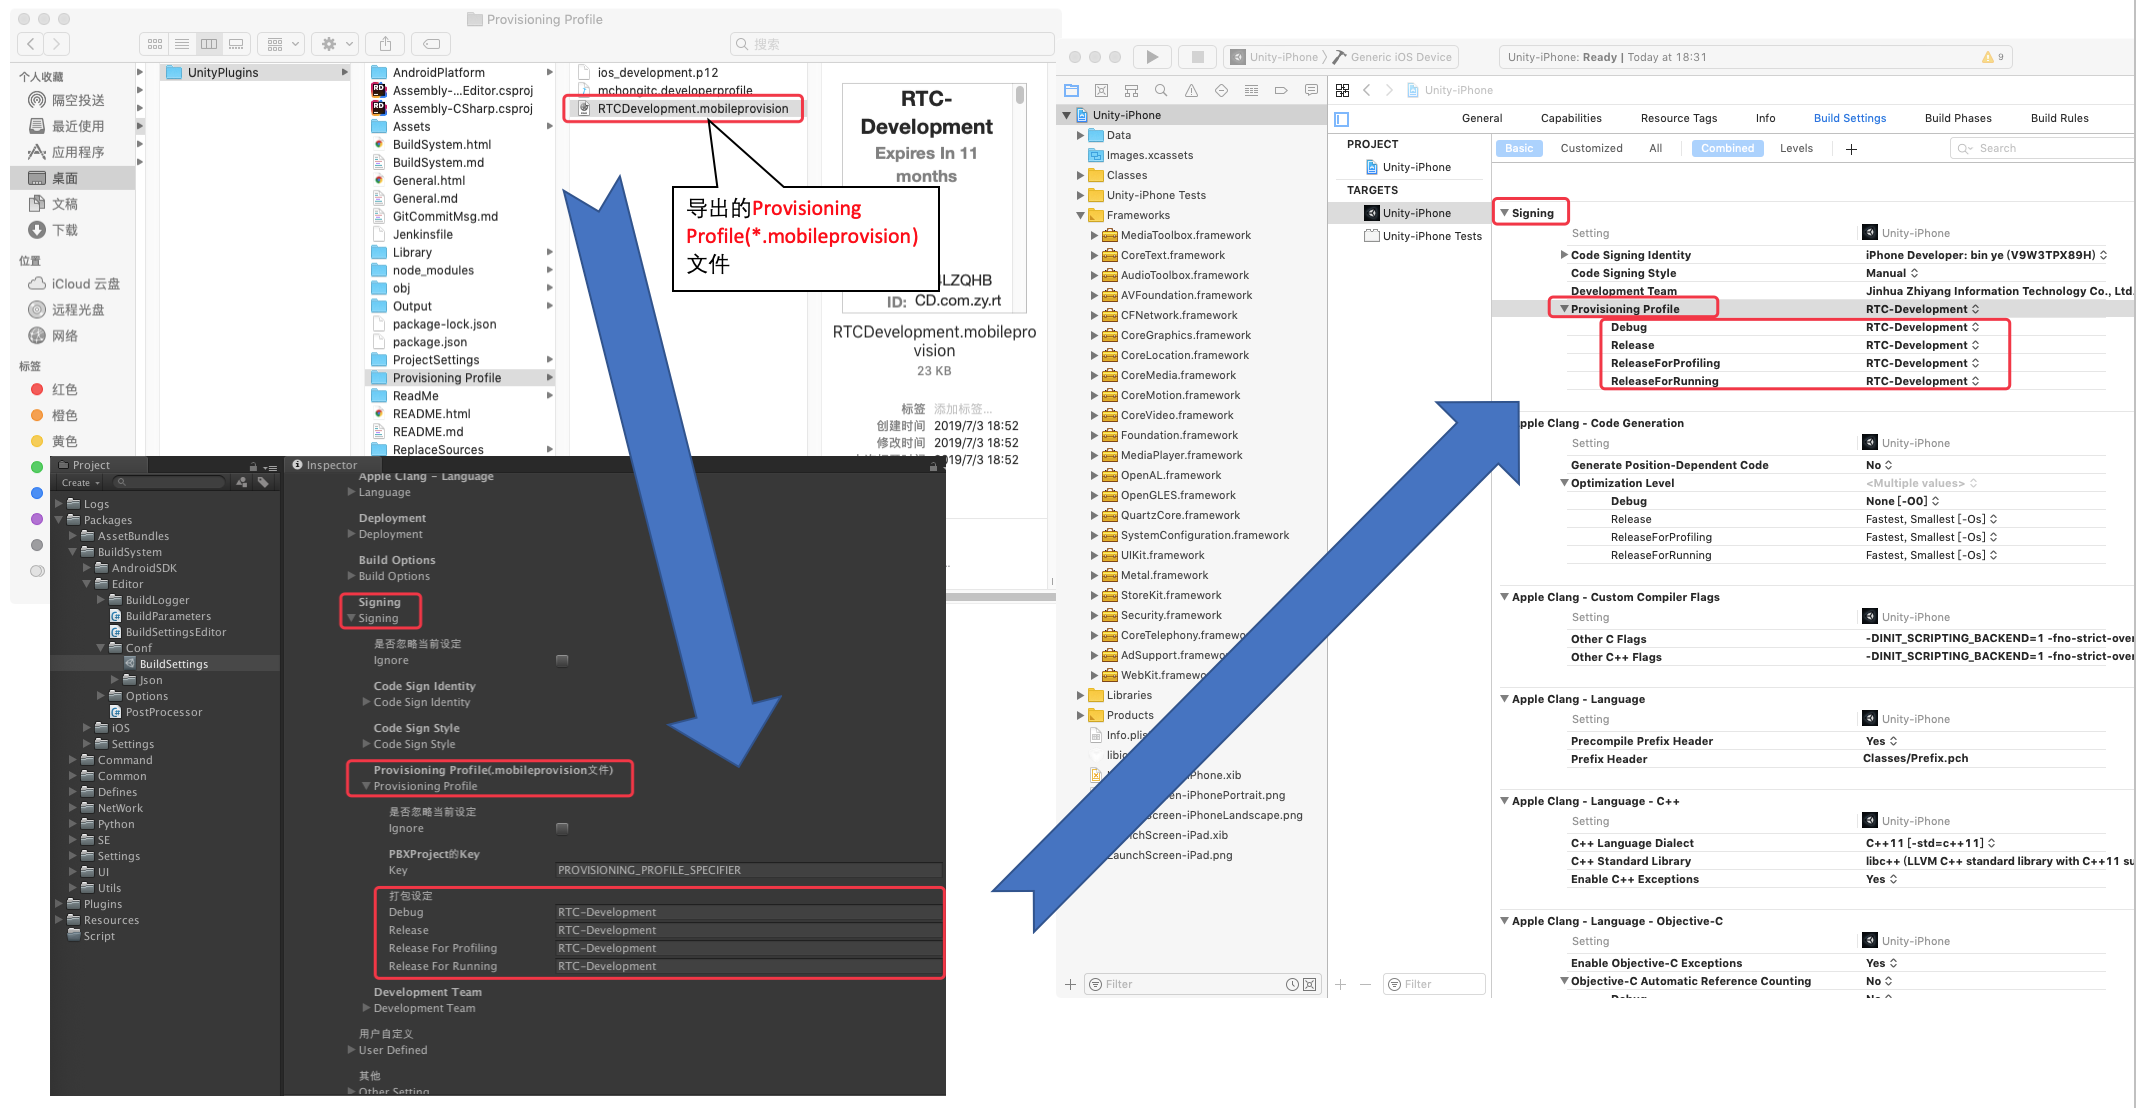 Provisioning Profile
搜索
个人收藏
隔空投送
最近使用
应用程序
桌面
文稿
下载
位置
iCloud 云盘
远程光盘
网络
标签
红色
橙色
黄色
UnityPlugins
AndroidPlatform
Assembly-...Editor.csproj
Assembly-CSharp.csproj
Assets
BuildSystem.html
BuildSystem.md
General.html
General.md
GitCommitMsg.md
Jenkinsfile
Library
node_modules
obj
Output
package-lock.json
package.json
ProjectSettings
Provisioning Profile
ReadMe
README.html
README.md
ReplaceSources
ios_development.p12
mchongitc.developerprofile
RTCDevelopment.mobileprovision
导出的Provisioning
Profile(*.mobileprovision)
文件
RTC-
Development
Expires In 11
months
LZQHB
ID: CD.com.zy.rt
RTCDevelopment.mobilepro
vision
23 KB
标签 添加标签...
创建时间 2019/7/3 18:52
修改时间 2019/7/3 18:52
19/7/3 18:52
Project
Create
Logs
Packages
AssetBundles
BuildSystem
AndroidSDK
Editor
BuildLogger
BuildParameters
BuildSettingsEditor
Conf
BuildSettings
Json
Options
PostProcessor
iOS
Settings
Command
Common
Defines
NetWork
Python
SE
Settings
UI
Utils
Plugins
Resources
Script
Inspector
Apple Clang - Language
Language
Deployment
Deployment
Build Options
Build Options
Signing
Signing
是否忽略当前设定
Ignore
Code Sign Identity
Code Sign Identity
Code Sign Style
Code Sign Style
Provisioning Profile(.mobileprovision文件)
Provisioning Profile
是否忽略当前设定
Ignore
PBXProject的Key
Key PROVISIONING_PROFILE_SPECIFIER
打包设定
Debug RTC-Development
Release RTC-Development
Release For Profiling RTC-Development
Release For Running RTC-Development
Development Team
Development Team
用户自定义
User Defined
其他
Other Setting
Unity-iPhone Generic iOS Device
Unity-iPhone: Ready | Today at 18:31
9
Unity-iPhone
Unity-iPhone
Data
Images.xcassets
Classes
Unity-iPhone Tests
Frameworks
MediaToolbox.framework
CoreText.framework
AudioToolbox.framework
AVFoundation.framework
CFNetwork.framework
CoreGraphics.framework
CoreLocation.framework
CoreMedia.framework
CoreMotion.framework
CoreVideo.framework
Foundation.framework
MediaPlayer.framework
OpenAL.framework
OpenGLES.framework
QuartzCore.framework
SystemConfiguration.framework
UIKit.framework
Metal.framework
StoreKit.framework
Security.framework
CoreTelephony.framewo
AdSupport.framewo
WebKit.framewo
Libraries
Products
Info.plis
libi
iPhone.xib
een-iPhonePortrait.png
creen-iPhoneLandscape.png
chScreen-iPad.xib
LaunchScreen-iPad.png
Filter
General Capabilities Resource Tags Info Build Settings Build Phases Build Rules
PROJECT
Unity-iPhone
TARGETS
Unity-iPhone
Unity-iPhone Tests
Filter
Basic Customized All Combined Levels + Search
Signing
Setting Unity-iPhone
Code Signing Identity iPhone Developer: bin ye (V9W3TPX89H)
Code Signing Style Manual
Development Team Jinhua Zhiyang Information Technology Co., Ltd.
Provisioning Profile RTC-Development
Debug RTC-Development
Release RTC-Development
ReleaseForProfiling RTC-Development
ReleaseForRunning RTC-Development
pple Clang - Code Generation
Setting Unity-iPhone
Generate Position-Dependent Code No
Optimization Level <Multiple values>
Debug None [-O0]
Release Fastest, Smallest [-Os]
ReleaseForProfiling Fastest, Smallest [-Os]
ReleaseForRunning Fastest, Smallest [-Os]
Apple Clang - Custom Compiler Flags
Setting Unity-iPhone
Other C Flags -DINIT_SCRIPTING_BACKEND=1 -fno-strict-over
Other C++ Flags -DINIT_SCRIPTING_BACKEND=1 -fno-strict-over
Apple Clang - Language
Setting Unity-iPhone
Precompile Prefix Header Yes
Prefix Header Classes/Prefix.pch
Apple Clang - Language - C++
Setting Unity-iPhone
C++ Language Dialect C++11 [-std=c++11]
C++ Standard Library libc++ (LLVM C++ standard library with C++11 su
Enable C++ Exceptions Yes
Apple Clang - Language - Objective-C
Setting Unity-iPhone
Enable Objective-C Exceptions Yes
Objective-C Automatic Reference Counting No